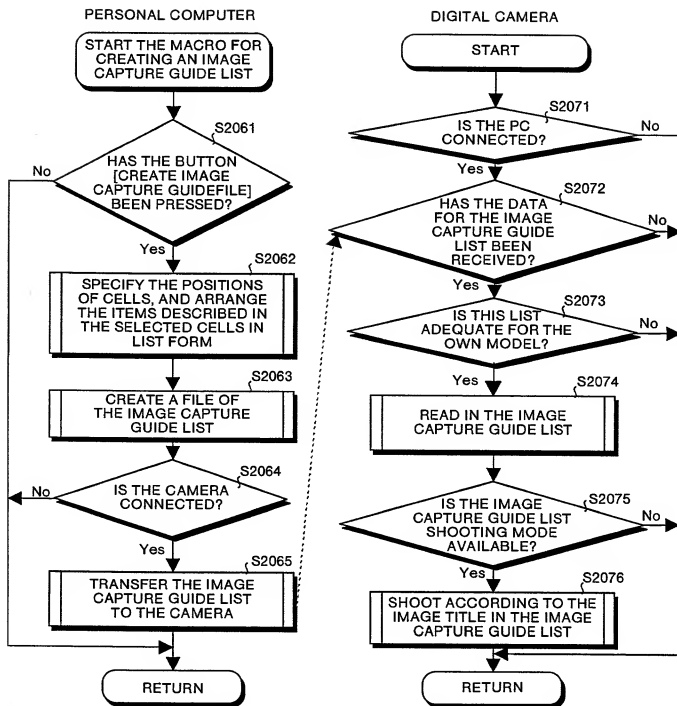 PERSONAL COMPUTER
START THE MACRO FOR
CREATING AN IMAGE
CAPTURE GUIDE LIST
S2061
No
HAS THE BUTTON
[CREATE IMAGE
CAPTURE GUIDEFILE]
BEEN PRESSED?
Yes
S2062
SPECIFY THE POSITIONS
OF CELLS, AND ARRANGE
THE ITEMS DESCRIBED IN
THE SELECTED CELLS IN
LIST FORM
S2063
CREATE A FILE OF
THE IMAGE CAPTURE
GUIDE LIST
S2064
No
IS THE CAMERA
CONNECTED?
Yes
S2065
TRANSFER THE IMAGE
CAPTURE GUIDE LIST
TO THE CAMERA
RETURN
DIGITAL CAMERA
START
S2071
IS THE PC
CONNECTED?
No
Yes
S2072
HAS THE DATA
FOR THE IMAGE
CAPTURE GUIDE
LIST BEEN
RECEIVED?
No
Yes
S2073
IS THIS LIST
ADEQUATE FOR THE
OWN MODEL?
No
Yes
S2074
READ IN THE IMAGE
CAPTURE GUIDE LIST
S2075
IS THE IMAGE
CAPTURE GUIDE LIST
SHOOTING MODE
AVAILABLE?
No
Yes
S2076
SHOOT ACCORDING TO THE
IMAGE TITLE IN THE IMAGE
CAPTURE GUIDE LIST
RETURN